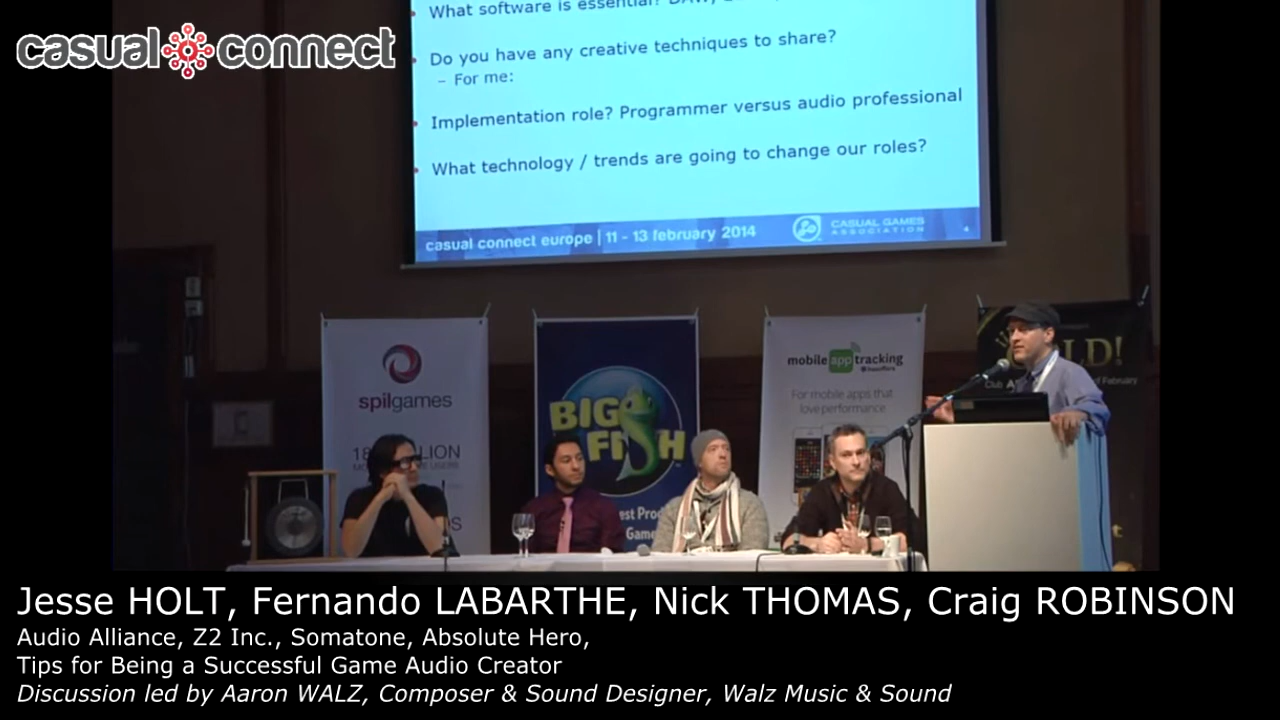 casual connect
What software is essential?
Do you have any creative techniques to share?
– For me:
Implementation role? Programmer versus audio professional
What technology / trends are going to change our roles?
casual connect europe | 11 - 13 february 2014
CASUAL GAMES
ASSOCIATION
4
spilgames
BIG
FISH
mobile app tracking
For mobile apps that
love performance
Club
of February
Jesse HOLT, Fernando LABARTHE, Nick THOMAS, Craig ROBINSON
Audio Alliance, Z2 Inc., Somatone, Absolute Hero,
Tips for Being a Successful Game Audio Creator
Discussion led by Aaron WALZ, Composer & Sound Designer, Walz Music & Sound